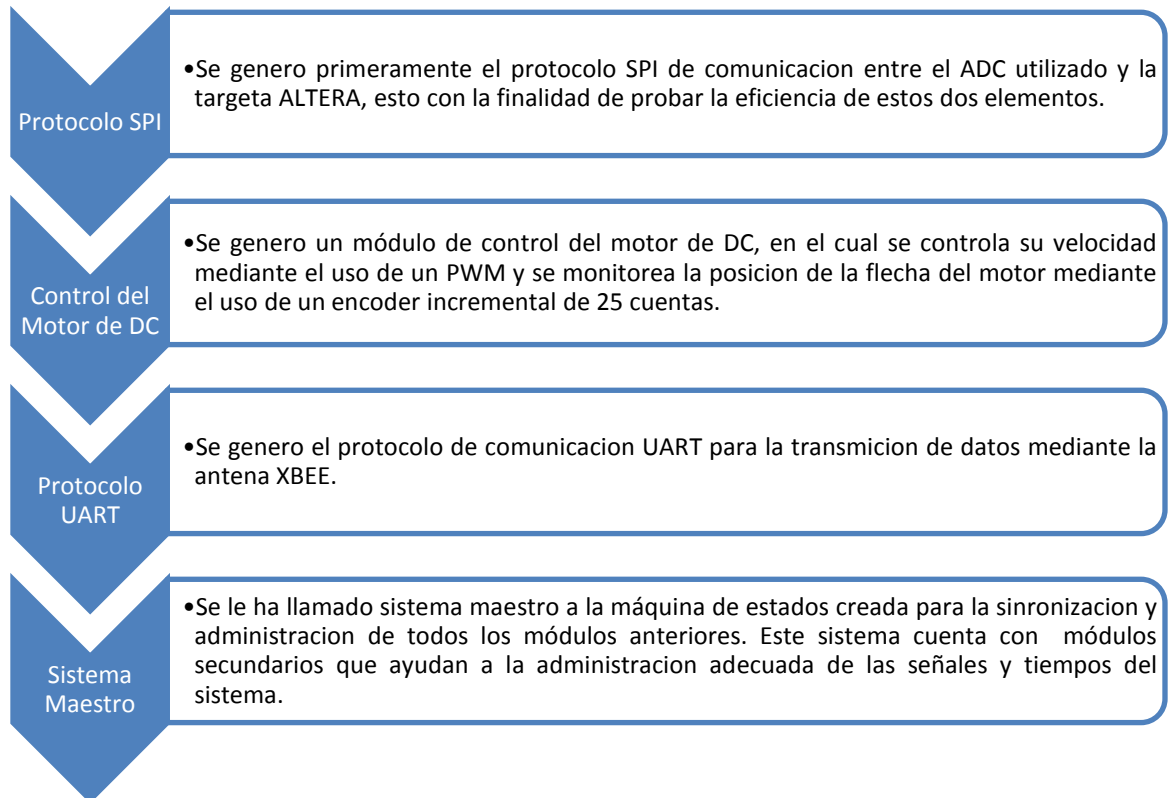 Protocolo SPI
•Se genero primeramente el protocolo SPI de comunicacion entre el ADC utilizado y la
targeta ALTERA, esto con la finalidad de probar la eficiencia de estos dos elementos.
Control del
Motor de DC
•Se genero un módulo de control del motor de DC, en el cual se controla su velocidad
mediante el uso de un PWM y se monitorea la posicion de la flecha del motor mediante
el uso de un encoder incremental de 25 cuentas.
Protocolo
UART
•Se genero el protocolo de comunicacion UART para la transmicion de datos mediante la
antena XBEE.
Sistema
Maestro
•Se le ha llamado sistema maestro a la máquina de estados creada para la sinronizacion y
administracion de todos los módulos anteriores. Este sistema cuenta con módulos
secundarios que ayudan a la administracion adecuada de las señales y tiempos del
sistema.